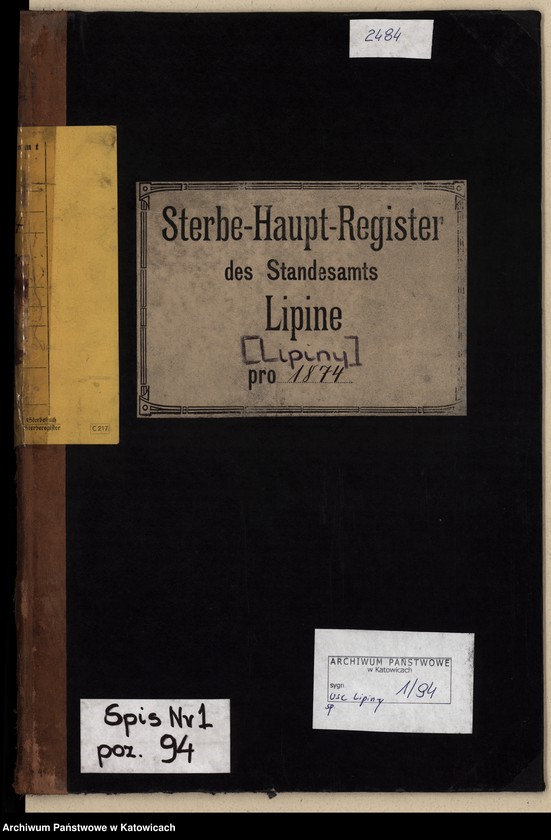 2484
Sterbe-Haupt-Register
des Standesamts
Lipine
[Lipiny]
pro 1874
C 213
ARCHIWUM PAŃSTWOWE
w Katowicach
sygn. 1/94
USC Lipiny
Spis Nr 1
poz. 94
Archiwum Państwowe w Katowicach